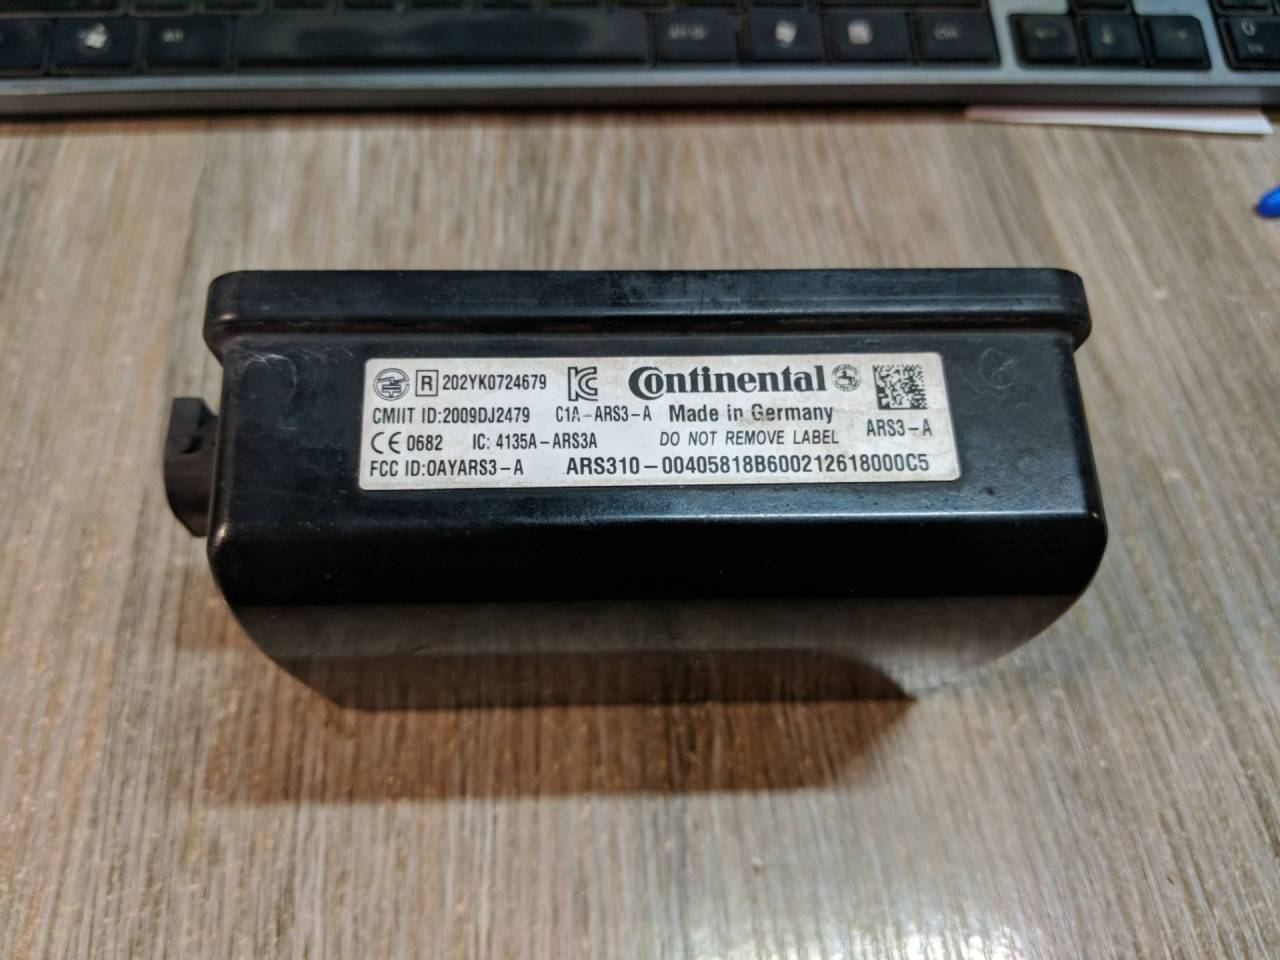 R 202YK0724679 Continental
CMIIT ID:2009DJ2479 C1A-ARS3-A Made in Germany
CE 0682 IC: 4135A-ARS3A DO NOT REMOVE LABEL ARS3-A
FCC ID:OAYARS3-A ARS310-00405818B600212618000C5